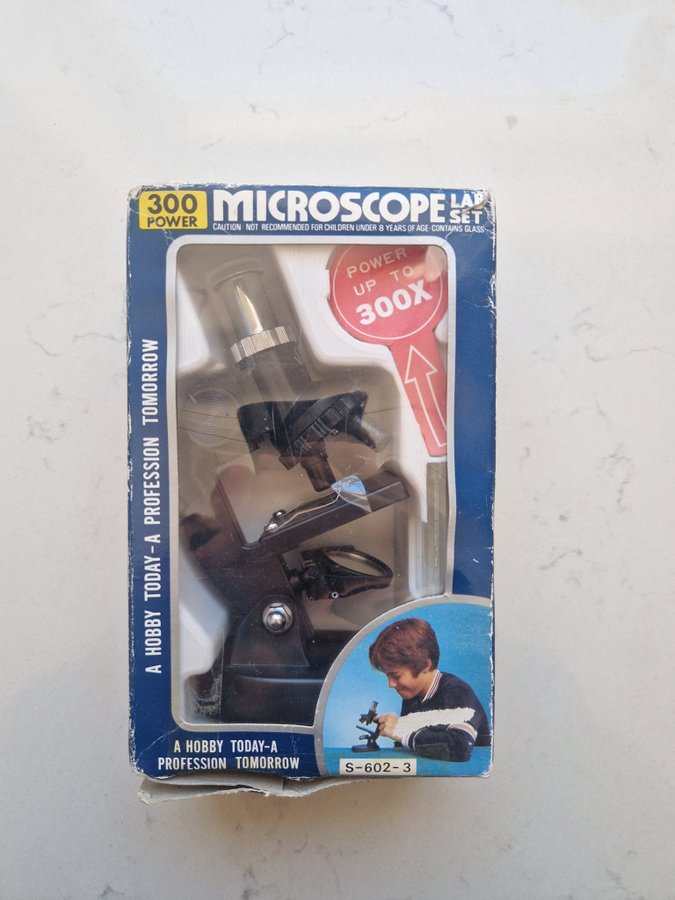 300
POWER
MICROSCOPE LAB
SET
CAUTION NOT RECOMMENDED FOR CHILDREN UNDER 8 YEARS OF AGE-CONTAINS GLASS
POWER
UP TO
300X
A HOBBY TODAY-A PROFESSION TOMORROW
A HOBBY TODAY-A
PROFESSION TOMORROW
S-602-3